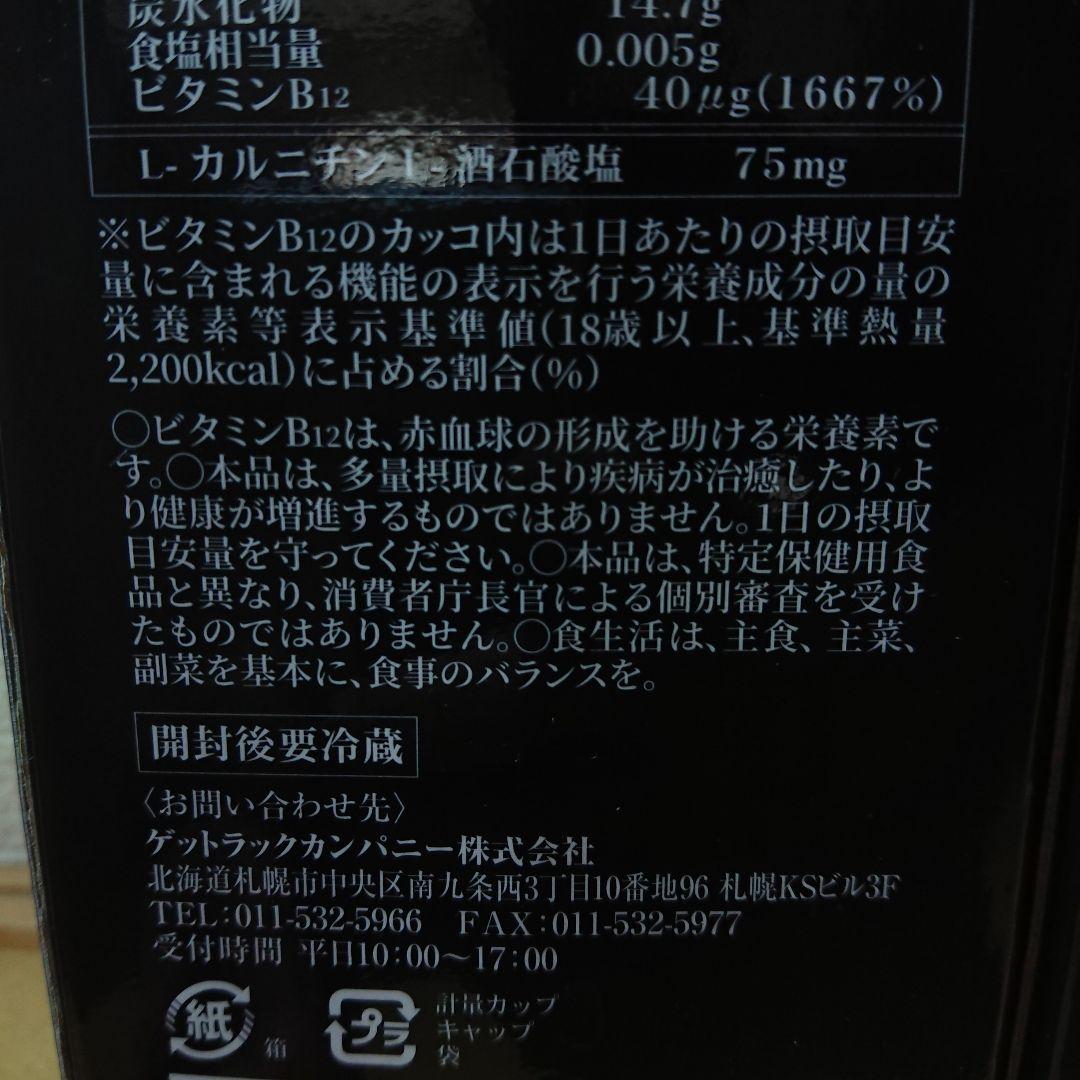 炭水化物 14.7g
食塩相当量 0.005g
ビタミンB12 40μg(1667%)
L-カルニチン L-酒石酸塩 75mg
※ビタミンB12のカッコ内は1日あたりの摂取目安
量に含まれる機能の表示を行う栄養成分の量の
栄養素等表示基準値(18歳以上、基準熱量
2,200kcal)に占める割合(%)
○ビタミンB12は、赤血球の形成を助ける栄養素で
す。○本品は、多量摂取により疾病が治癒したり、よ
り健康が増進するものではありません。1日の摂取
目安量を守ってください。○本品は、特定保健用食
品と異なり、消費者庁長官による個別審査を受け
たものではありません。○食生活は、主食、主菜、
副菜を基本に、食事のバランスを。
開封後要冷蔵
〈お問い合わせ先〉
ゲットラックカンパニー株式会社
北海道札幌市中央区南九条西3丁目10番地96 札幌KSビル3F
TEL:011-532-5966 FAX:011-532-5977
受付時間 平日10:00～17:00
紙 箱
プラ 計量カップ
キャップ
袋